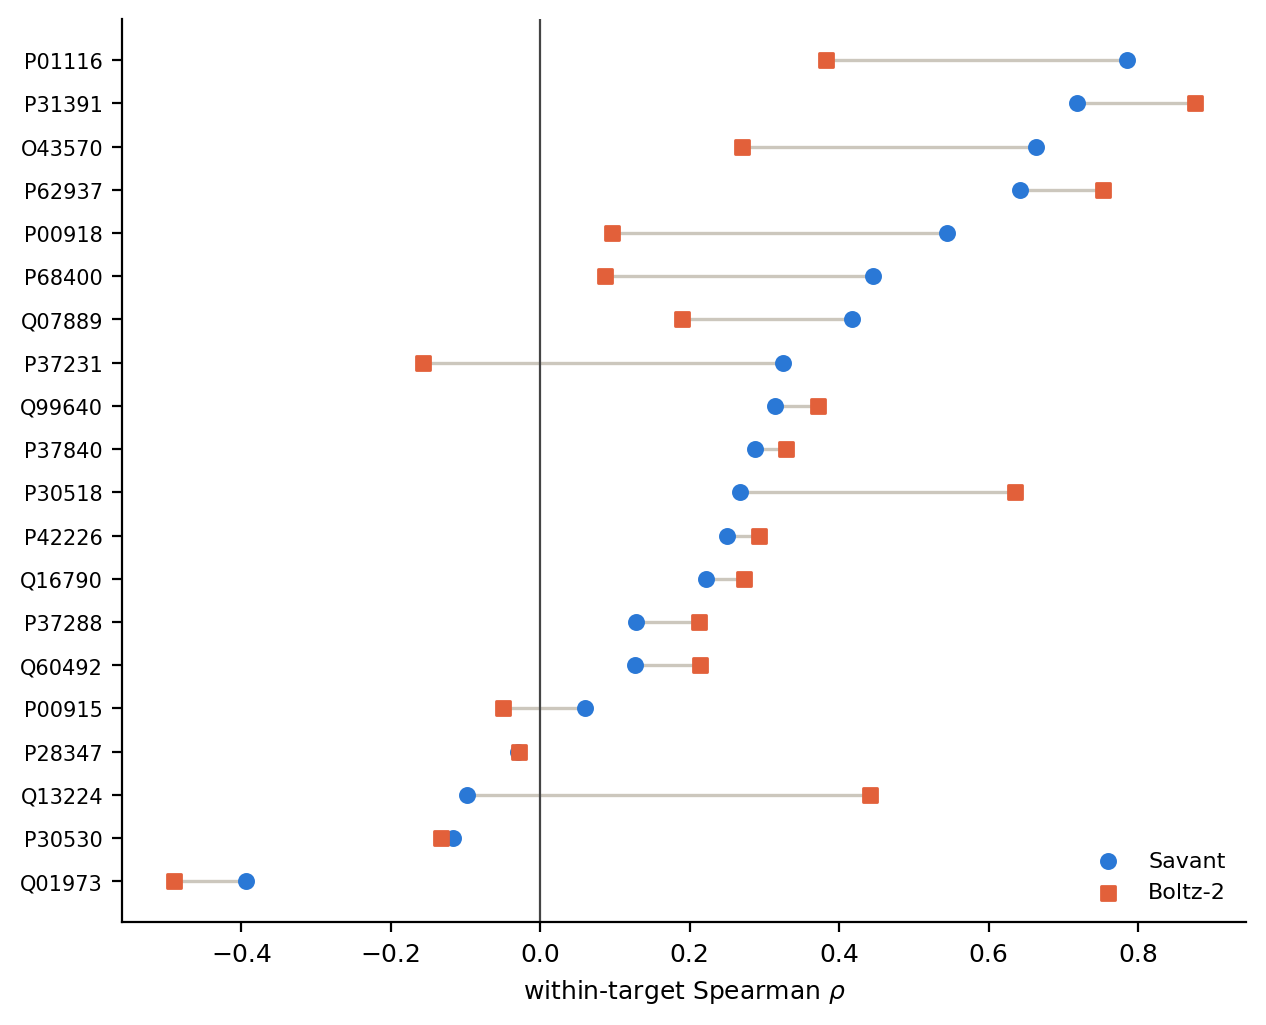 P01116
P31391
O43570
P62937
P00918
P68400
Q07889
P37231
Q99640
P37840
P30518
P42226
Q16790
P37288
Q60492
P00915
P28347
Q13224
P30530
Q01973
Savant
Boltz-2
−0.4 −0.2 0.0 0.2 0.4 0.6 0.8
within-target Spearman ρ